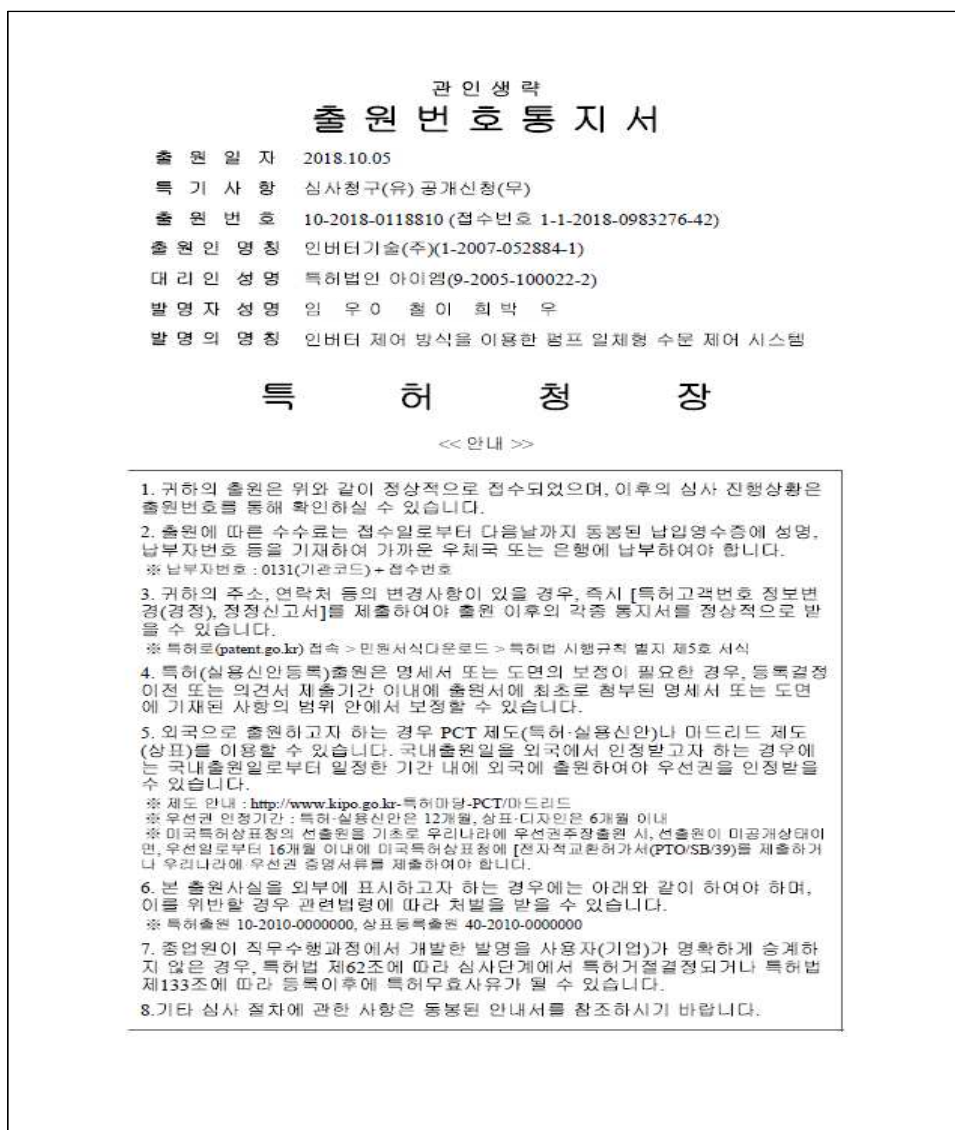 관 인 생 략
출 원 번 호 통 지 서
출 원 일 자 2018.10.05
특 기 사 항 심사청구(유) 공개신청(무)
출 원 번 호 10-2018-0118810 (접수번호 1-1-2018-0983276-42)
출 원 인 명 칭 인버터기술(주)(1-2007-052884-1)
대 리 인 성 명 특허법인 아이엠(9-2005-100022-2)
발 명 자 성 명 임 우 이 철 이 희 박 우
발 명 의 명 칭 인버터 제어 방식을 이용한 펌프 일체형 수문 제어 시스템
특 허 청 장
<< 안내 >>
1. 귀하의 출원은 위와 같이 정상적으로 접수되었으며, 이후의 심사 진행상황은
출원번호를 통해 확인하실 수 있습니다.
2. 출원에 따른 수수료는 접수일로부터 다음날까지 동봉된 납입영수증에 성명,
납부자번호 등을 기재하여 가까운 우체국 또는 은행에 납부하여야 합니다.
※ 납부자번호 : 0131(기관코드) + 접수번호
3. 귀하의 주소, 연락처 등의 변경사항이 있을 경우, 즉시 [특허고객번호 정보변
경(경정), 정정신고서]를 제출하여야 출원 이후의 각종 통지서를 정상적으로 받
을 수 있습니다.
※ 특허로(patent.go.kr) 접속 > 민원서식다운로드 > 특허법 시행규칙 별지 제5호 서식
4. 특허(실용신안등록)출원은 명세서 또는 도면의 보정이 필요한 경우, 등록결정
이전 또는 의견서 제출기간 이내에 출원서에 최초로 첨부된 명세서 또는 도면
에 기재된 사항의 범위 안에서 보정할 수 있습니다.
5. 외국으로 출원하고자 하는 경우 PCT 제도(특허·실용신안)나 마드리드 제도
(상표)를 이용할 수 있습니다. 국내출원일을 외국에서 인정받고자 하는 경우에
는 국내출원일로부터 일정한 기간 내에 외국에 출원하여야 우선권을 인정받을
수 있습니다.
※ 제도 안내 : http://www.kipo.go.kr-특허마당-PCT/마드리드
※ 우선권 인정기간 : 특허·실용신안은 12개월, 상표·디자인은 6개월 이내
※ 미국특허상표청의 선출원을 기초로 우리나라에 우선권주장출원 시, 선출원이 미공개상태이
면, 우선일로부터 16개월 이내에 미국특허상표청에 [전자적교환허가서(PTO/SB/39)를 제출하거
나 우리나라에 우선권 증명서류를 제출하여야 합니다.
6. 본 출원사실을 외부에 표시하고자 하는 경우에는 아래와 같이 하여야 하며,
이를 위반할 경우 관련법령에 따라 처벌을 받을 수 있습니다.
※ 특허출원 10-2010-0000000, 상표등록출원 40-2010-0000000
7. 종업원이 직무수행과정에서 개발한 발명을 사용자(기업)가 명확하게 승계하
지 않은 경우, 특허법 제62조에 따라 심사단계에서 특허거절결정되거나 특허법
제133조에 따라 등록이후에 특허무효사유가 될 수 있습니다.
8.기타 심사 절차에 관한 사항은 동봉된 안내서를 참조하시기 바랍니다.